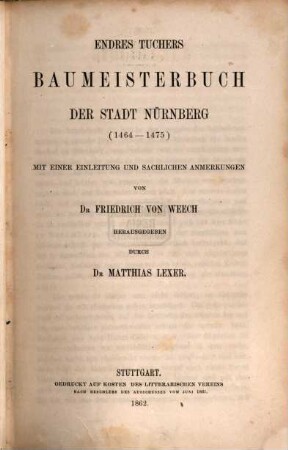 ENDRES TUCHERS
BAUMEISTERBUCH
DER STADT NÜRNBERG
(1464—1475)
MIT EINER EINLEITUNG UND SACHLICHEN ANMERKUNGEN
VON
DR FRIEDRICH VON WEECH
HERAUSGEGEBEN
DURCH
DR MATTHIAS LEXER.
STUTTGART.
GEDRUCKT AUF KOSTEN DES LITTERARISCHEN VEREINS
NACH BESCHLUSS DES AUSSCHUSSES VOM JUNI 1861.
1862.